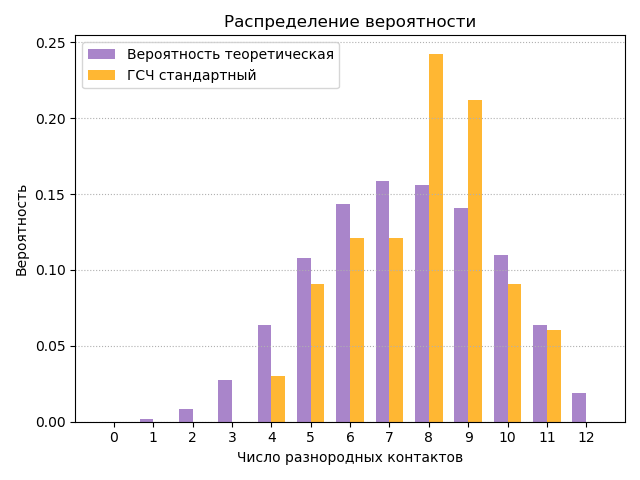 Распределение вероятности
Вероятность теоретическая
ГСЧ стандартный
0.25
0.20
0.15
0.10
0.05
0.00
Вероятность
0 1 2 3 4 5 6 7 8 9 10 11 12
Число разнородных контактов